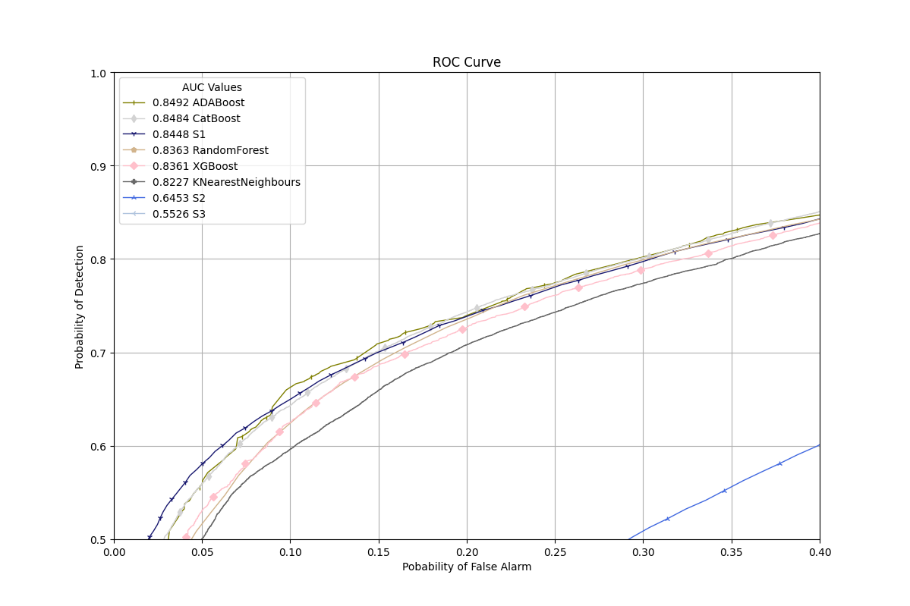 ROC Curve
AUC Values
0.8492 ADABoost
0.8484 CatBoost
0.8448 S1
0.8363 RandomForest
0.8361 XGBoost
0.8227 KNearestNeighbours
0.6453 S2
0.5526 S3
Probability of Detection
1.0
0.9
0.8
0.7
0.6
0.5
0.00 0.05 0.10 0.15 0.20 0.25 0.30 0.35 0.40
Pobability of False Alarm